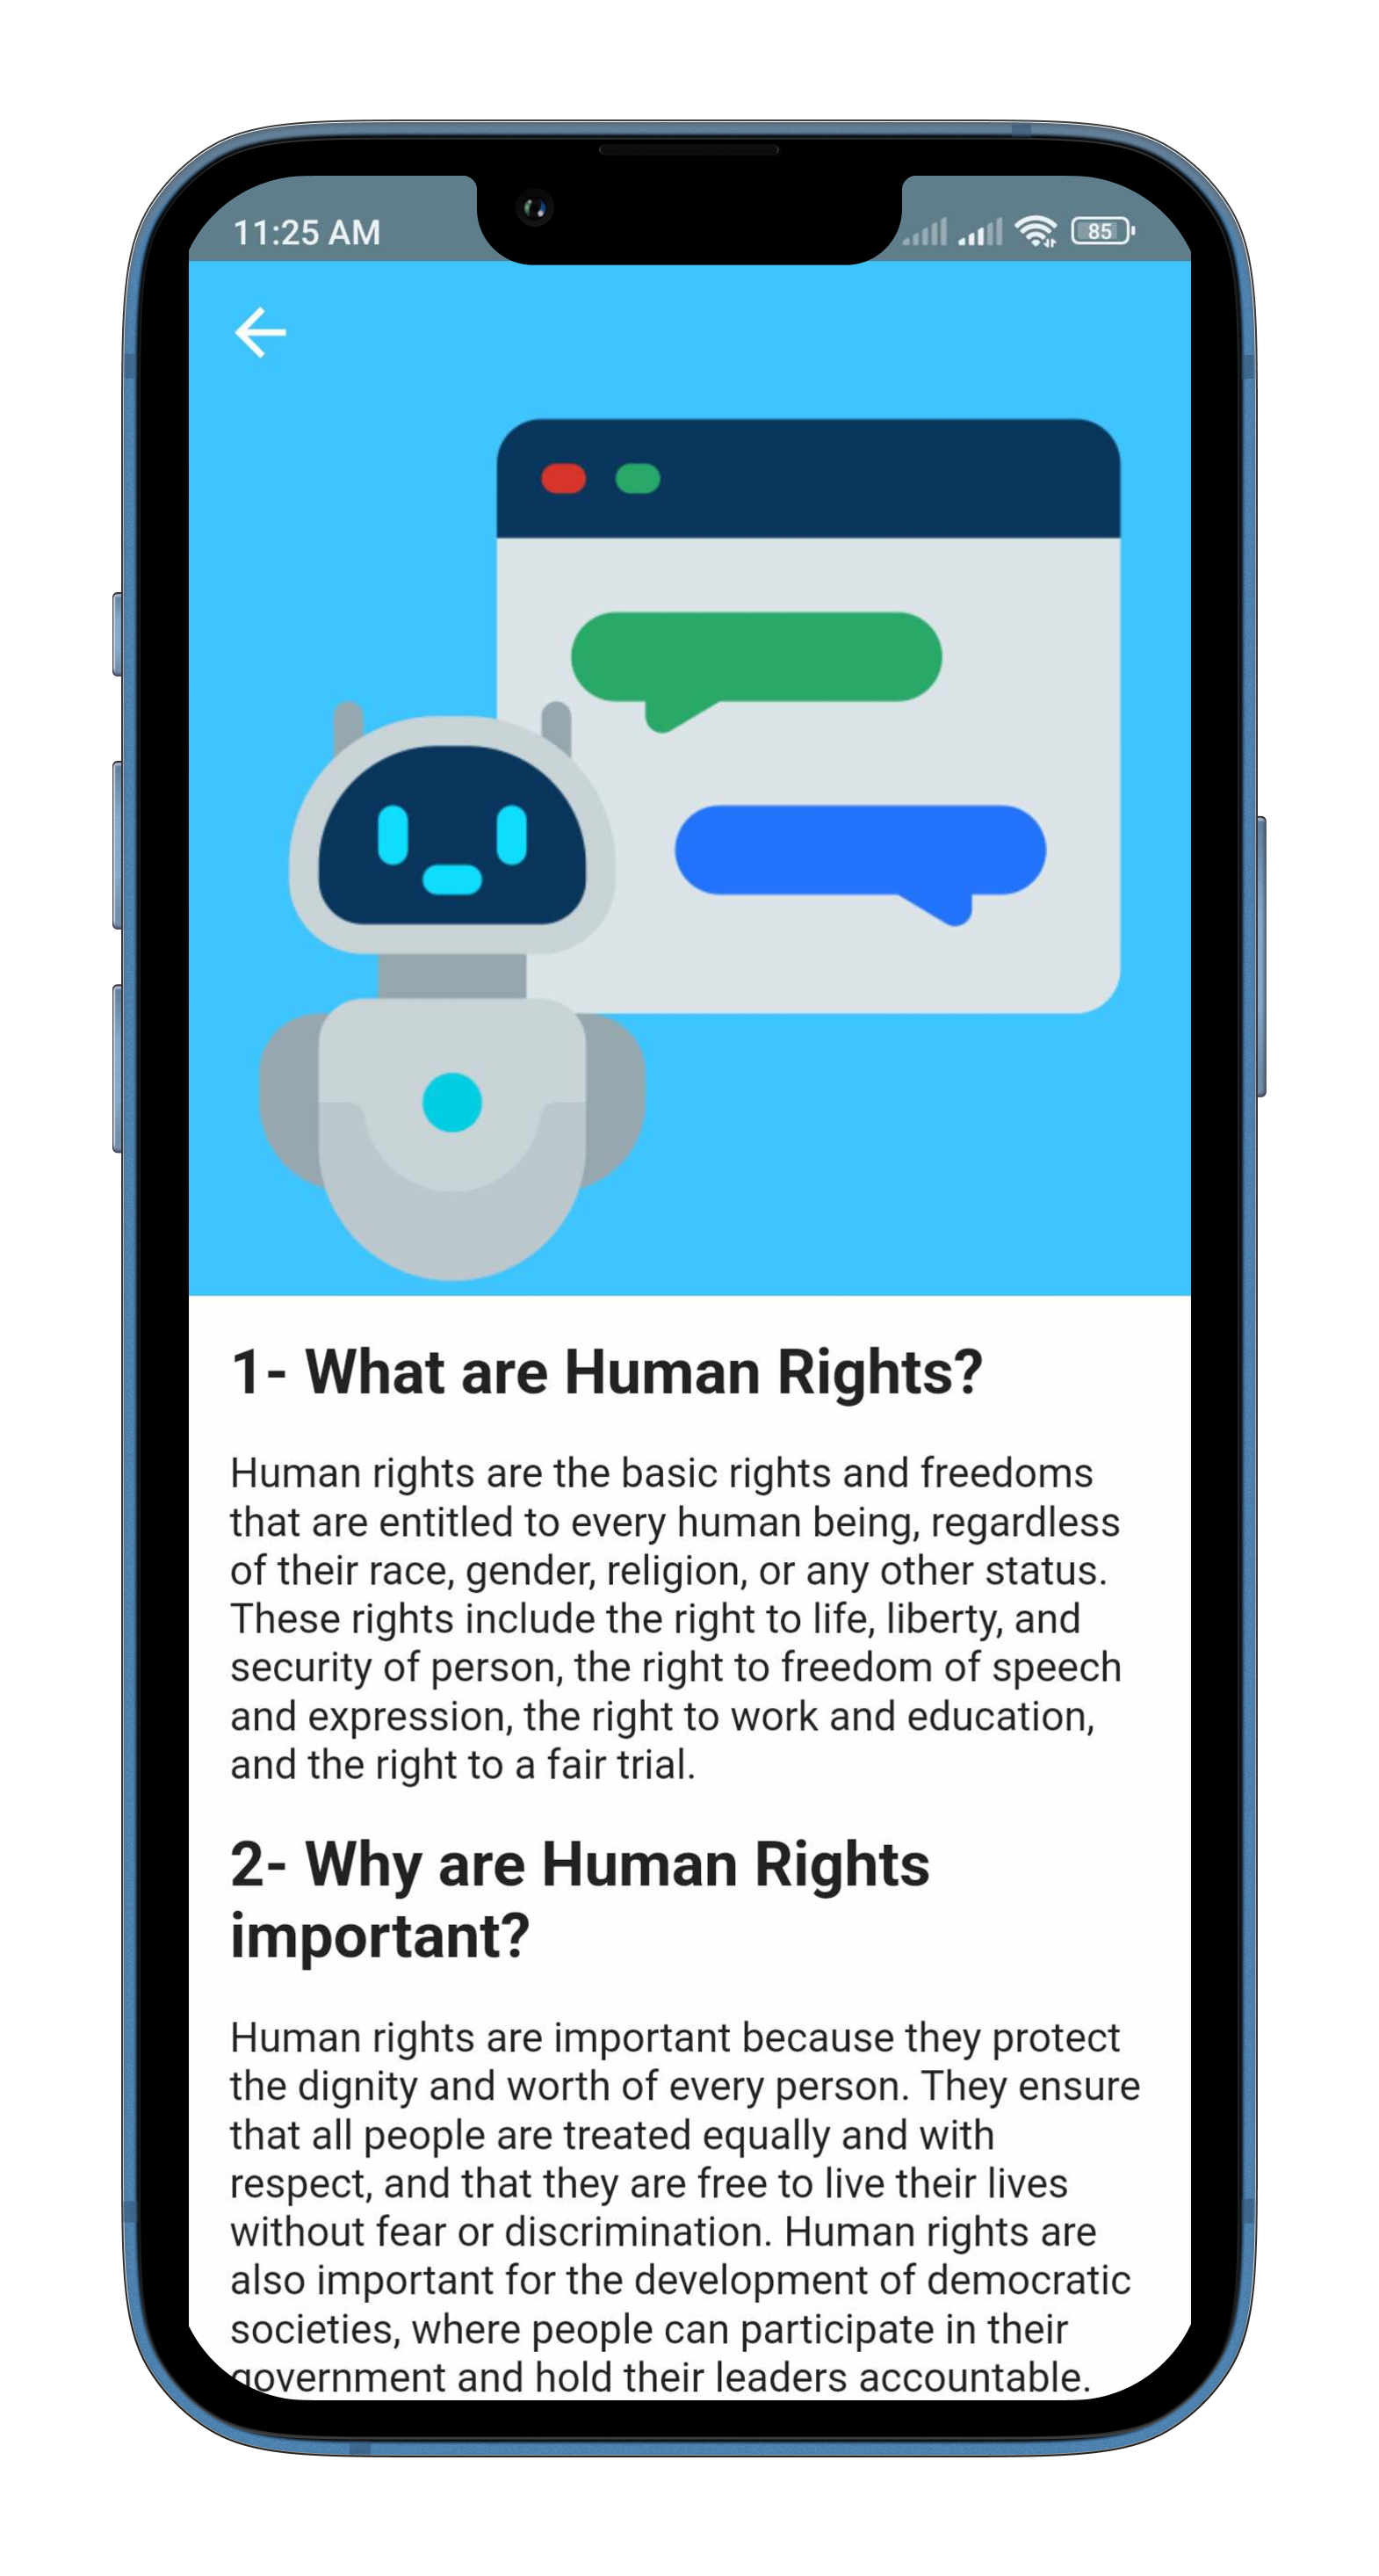 11:25 AM
85
1- What are Human Rights?
Human rights are the basic rights and freedoms
that are entitled to every human being, regardless
of their race, gender, religion, or any other status.
These rights include the right to life, liberty, and
security of person, the right to freedom of speech
and expression, the right to work and education,
and the right to a fair trial.
2- Why are Human Rights
important?
Human rights are important because they protect
the dignity and worth of every person. They ensure
that all people are treated equally and with
respect, and that they are free to live their lives
without fear or discrimination. Human rights are
also important for the development of democratic
societies, where people can participate in their
government and hold their leaders accountable.